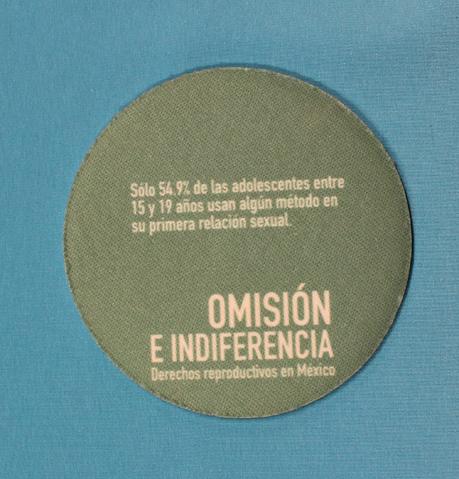 Sólo 54.9% de las adolescentes entre
15 y 19 años usan algún método en
su primera relación sexual.
OMISIÓN
E INDIFERENCIA
Derechos reproductivos en México